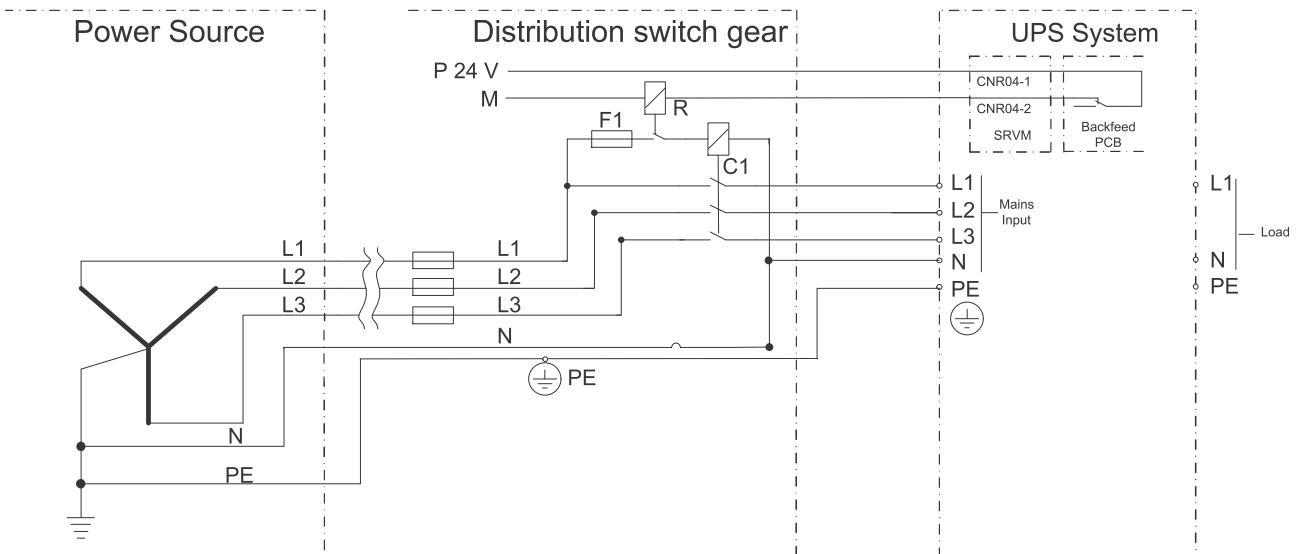 Power Source
Distribution switch gear
UPS System
P 24 V
M
R
CNR04-1
CNR04-2
SRVM
Backfeed
PCB
F1
C1
L1
L2
L3
N
PE
Mains
Input
L1
N
PE
Load
L1
L2
L3
L1
L2
L3
N
PE
N
PE